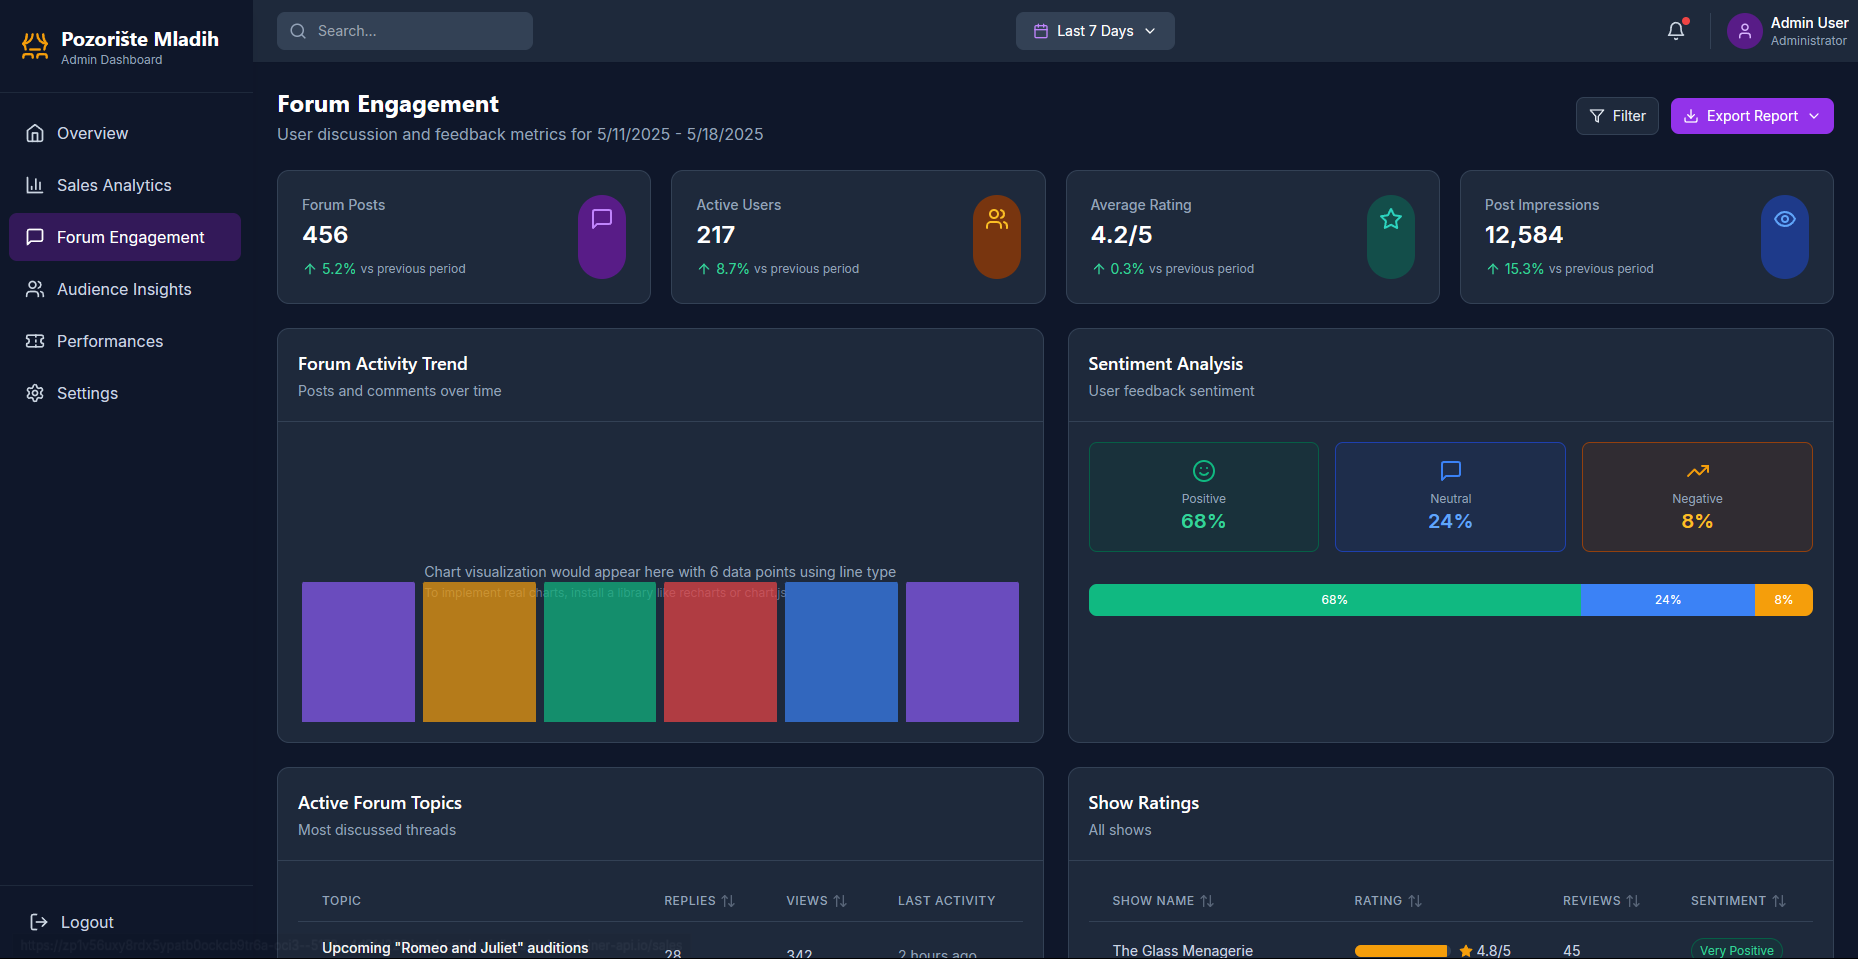 Pozorište Mladih
Admin Dashboard
Overview
Sales Analytics
Forum Engagement
Audience Insights
Performances
Settings
Logout
Search...
Last 7 Days
Admin User
Administrator
Forum Engagement
User discussion and feedback metrics for 5/11/2025 - 5/18/2025
Filter
Export Report
Forum Posts
456
5.2% vs previous period
Active Users
217
8.7% vs previous period
Average Rating
4.2/5
0.3% vs previous period
Post Impressions
12,584
15.3% vs previous period
Forum Activity Trend
Posts and comments over time
Chart visualization would appear here with 6 data points using line type
To implement real charts, install a library like recharts or chart.js
Sentiment Analysis
User feedback sentiment
Positive
68%
Neutral
24%
Negative
8%
68% 24% 8%
Active Forum Topics
Most discussed threads
TOPIC REPLIES VIEWS LAST ACTIVITY
Upcoming "Romeo and Juliet" auditions 28 342 2 hours ago
Show Ratings
All shows
SHOW NAME RATING REVIEWS SENTIMENT
The Glass Menagerie 4.8/5 45 Very Positive